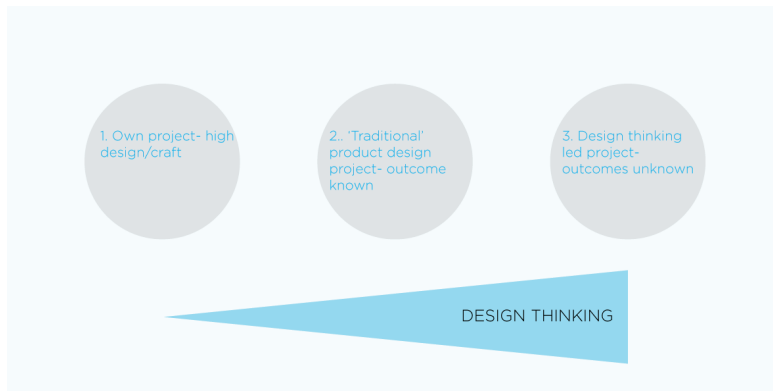 1. Own project- high
design/craft
2.. ‘Traditional’
product design
project- outcome
known
3. Design thinking
led project-
outcomes unknown
DESIGN THINKING